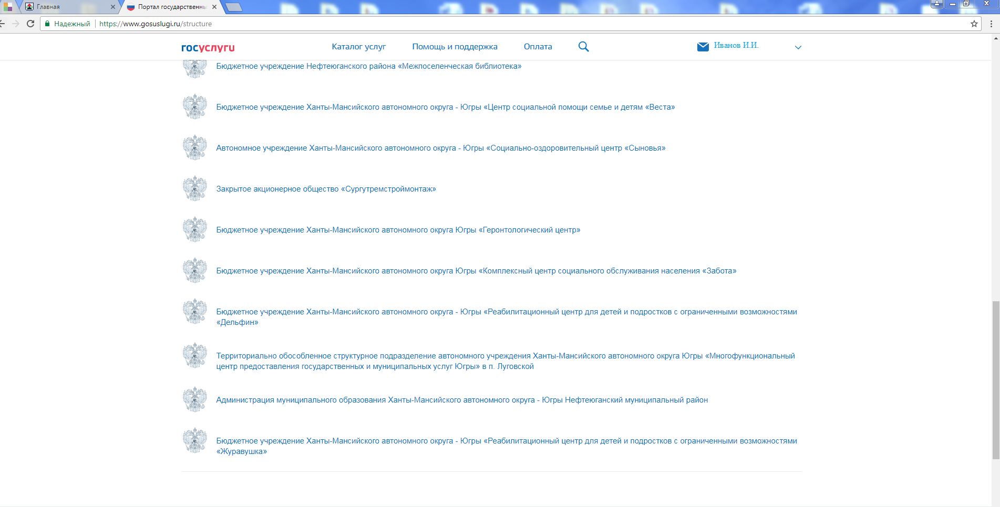 Главная
Портал государственны
Надежный
https://www.gosuslugi.ru/structure
госуслуги
Каталог услуг
Помощь и поддержка
Оплата
Иванов И.И.
Бюджетное учреждение Нефтеюганского района «Межпоселенческая библиотека»
Бюджетное учреждение Ханты-Мансийского автономного округа - Югры «Центр социальной помощи семье и детям «Веста»
Автономное учреждение Ханты-Мансийского автономного округа - Югры «Социально-оздоровительный центр «Сыновья»
Закрытое акционерное общество «Сургутремстроймонтаж»
Бюджетное учреждение Ханты-Мансийского автономного округа Югры «Геронтологический центр»
Бюджетное учреждение Ханты-Мансийского автономного округа Югры «Комплексный центр социального обслуживания населения «Забота»
Бюджетное учреждение Ханты-Мансийского автономного округа - Югры «Реабилитационный центр для детей и подростков с ограниченными возможностями
«Дельфин»
Территориально обособленное структурное подразделение автономного учреждения Ханты-Мансийского автономного округа Югры «Многофункциональный
центр предоставления государственных и муниципальных услуг Югры» в п. Луговской
Администрация муниципального образования Ханты-Мансийского автономного округа - Югры Нефтеюганский муниципальный район
Бюджетное учреждение Ханты-Мансийского автономного округа - Югры «Реабилитационный центр для детей и подростков с ограниченными возможностями
«Журавушка»